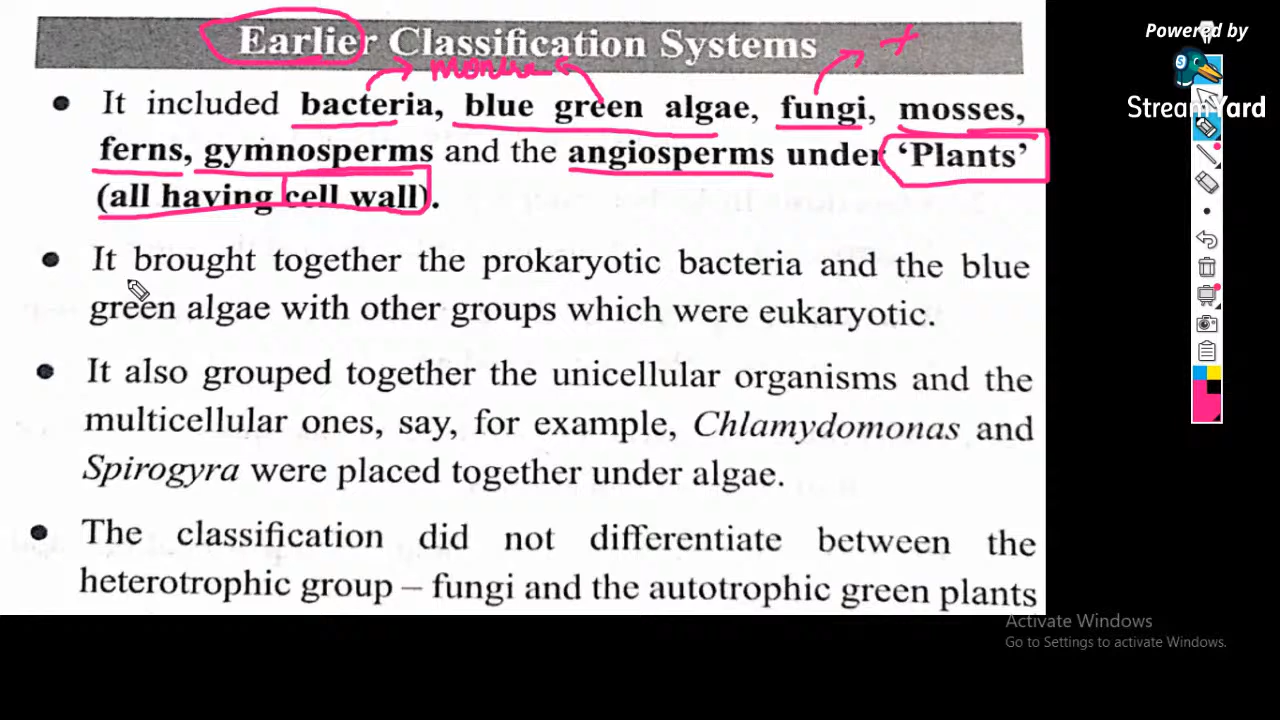 Earlier Classification Systems
Powered by
StreamYard
monera
• It included bacteria, blue green algae, fungi, mosses,
ferns, gymnosperms and the angiosperms under ‘Plants’
(all having cell wall).
• It brought together the prokaryotic bacteria and the blue
green algae with other groups which were eukaryotic.
• It also grouped together the unicellular organisms and the
multicellular ones, say, for example, Chlamydomonas and
Spirogyra were placed together under algae.
• The classification did not differentiate between the
heterotrophic group – fungi and the autotrophic green plants
Activate Windows
Go to Settings to activate Windows.